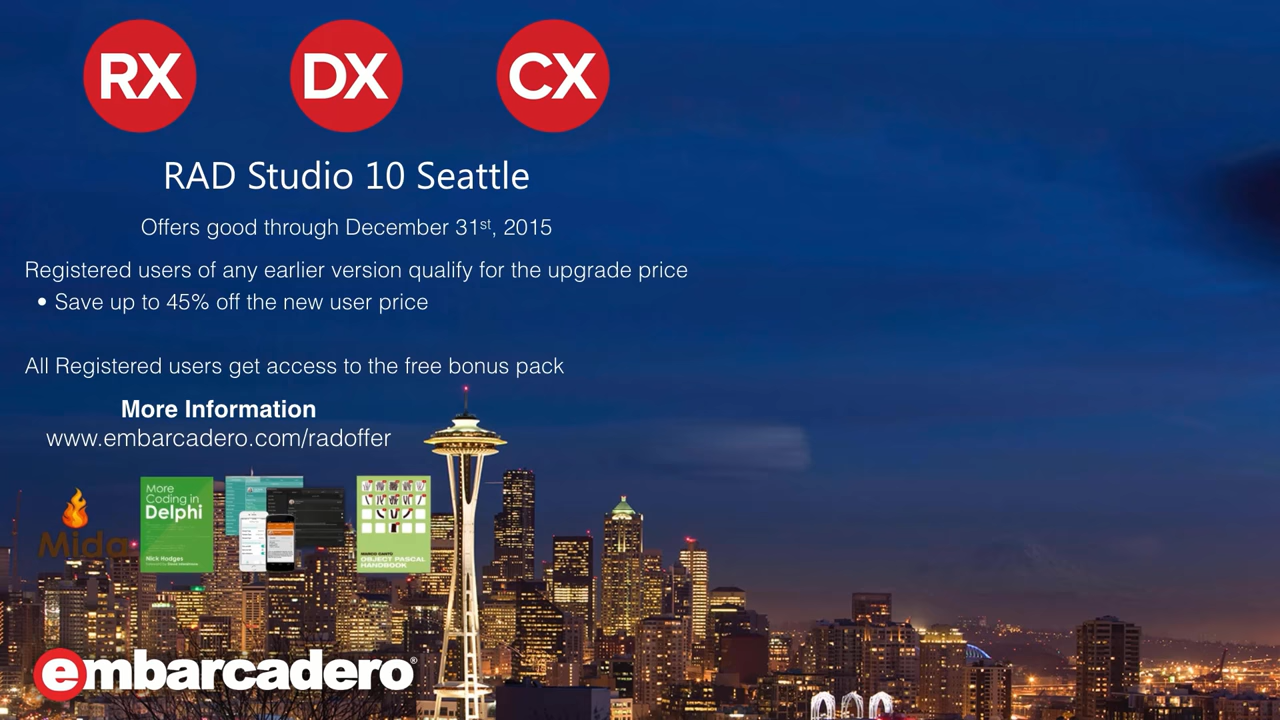 RX DX CX
RAD Studio 10 Seattle
Offers good through December 31st, 2015
Registered users of any earlier version qualify for the upgrade price
• Save up to 45% off the new user price
All Registered users get access to the free bonus pack
More Information
www.embarcadero.com/radoffer
Mida
More
Coding in
Delphi
Nick Hodges
MARCO CANTÙ
OBJECT PASCAL
HANDBOOK
embarcadero®